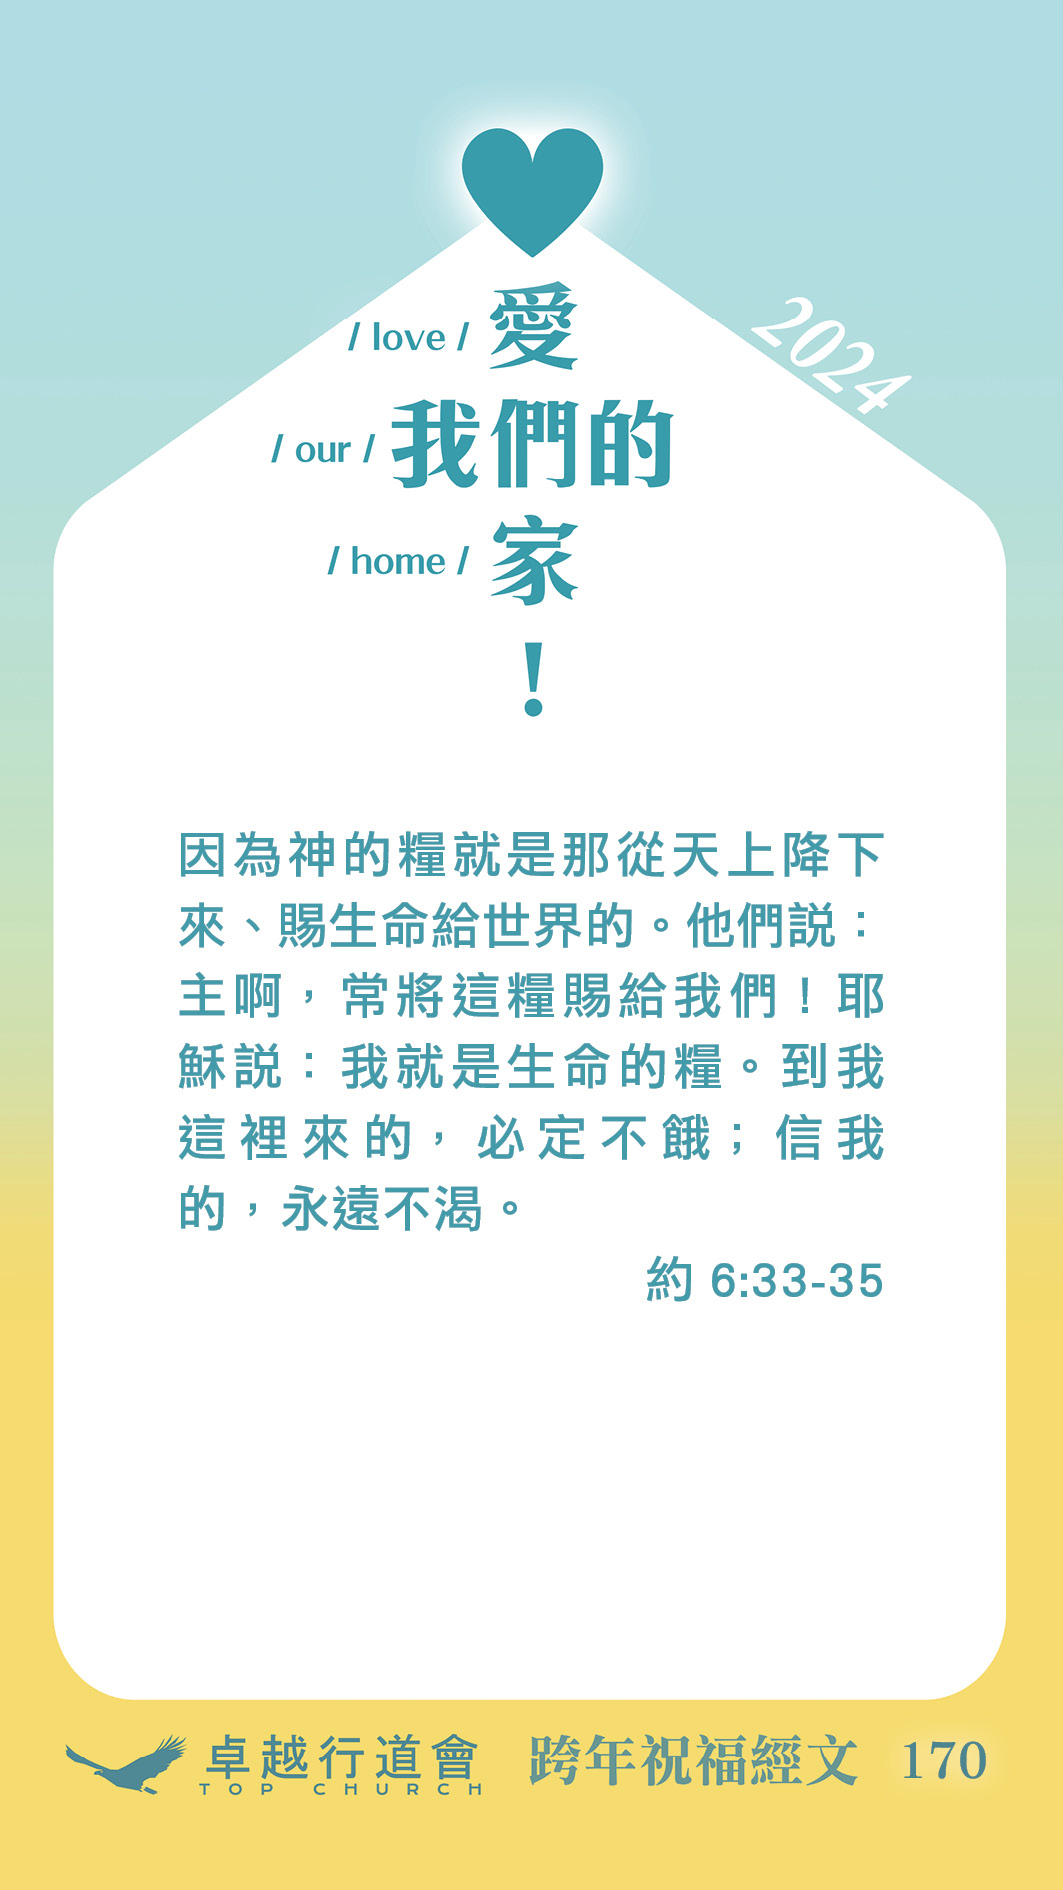 / love / 愛
2024
/ our / 我們的
/ home / 家
！
因為神的糧就是那從天上降下
來、賜生命給世界的。他們説：
主啊，常將這糧賜給我們！耶
穌説：我就是生命的糧。到我
這裡來的，必定不餓；信我
的，永遠不渴。
約 6:33-35
卓越行道會
TOP CHURCH
跨年祝福經文 170